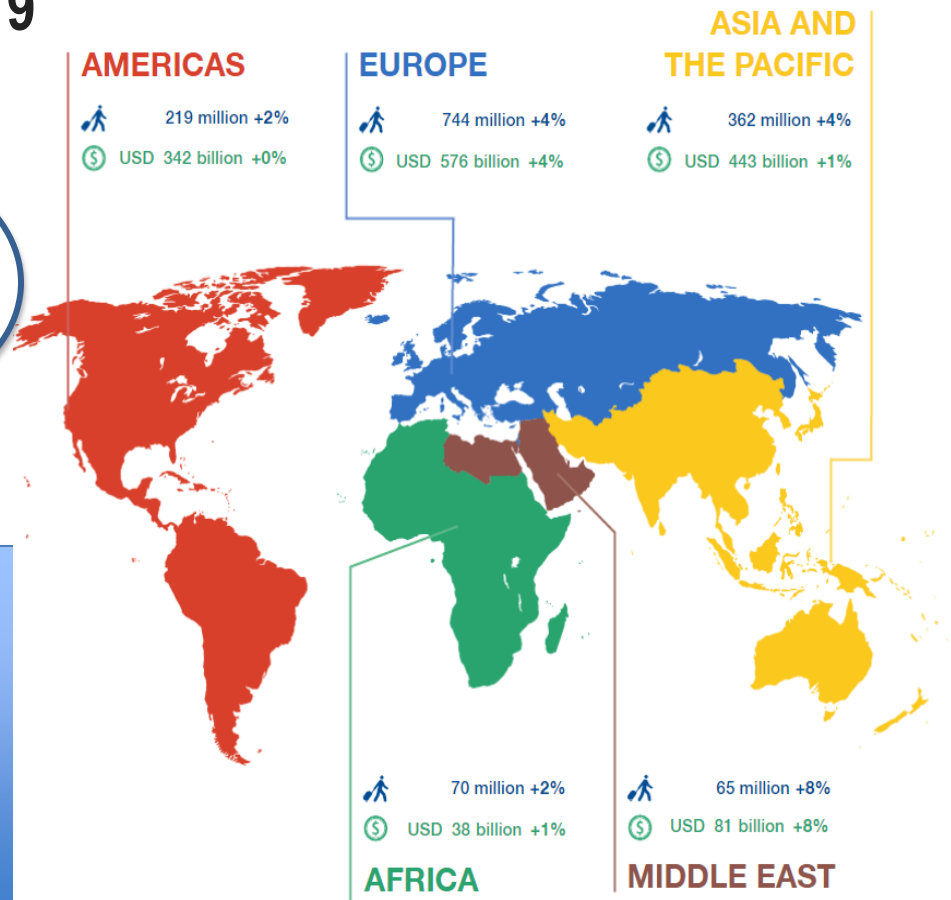 9
AMERICAS
219 million +2%
$ USD 342 billion +0%
EUROPE
744 million +4%
$ USD 576 billion +4%
ASIA AND
THE PACIFIC
362 million +4%
$ USD 443 billion +1%
70 million +2%
$ USD 38 billion +1%
AFRICA
65 million +8%
$ USD 81 billion +8%
MIDDLE EAST